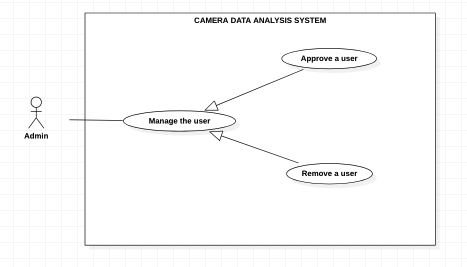 CAMERA DATA ANALYSIS SYSTEM
Approve a user
Manage the user
Admin
Remove a user